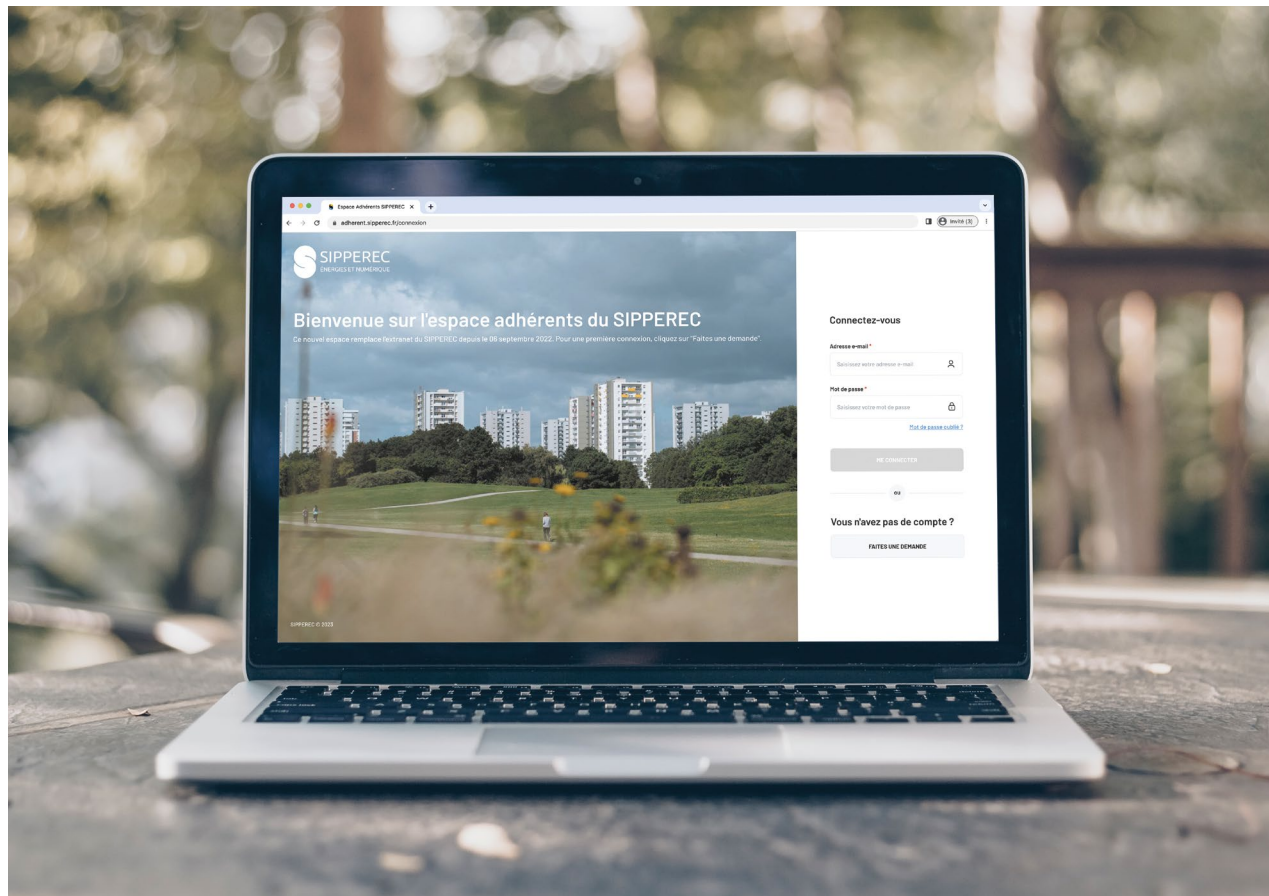 Espace Adhérents SIPPEREC
adherent.sipperec.fr/connexion
Invité (3)
SIPPEREC
ÉNERGIES ET NUMÉRIQUE
Bienvenue sur l'espace adhérents du SIPPEREC
Ce nouvel espace remplace l'extranet du SIPPEREC depuis le 06 septembre 2022. Pour une première connexion, cliquez sur "Faites une demande".
Connectez-vous
Adresse e-mail *
Saisissez votre adresse e-mail
Mot de passe *
Saisissez votre mot de passe
Mot de passe oublié ?
ME CONNECTER
ou
Vous n'avez pas de compte ?
FAITES UNE DEMANDE
SIPPEREC © 2023